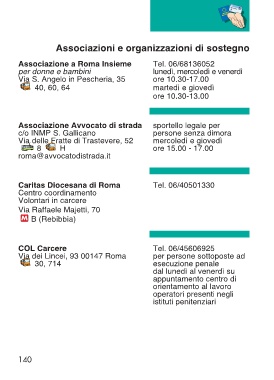 Associazioni e organizzazioni di sostegno
Associazione a Roma Insieme
per donne e bambini
Via S. Angelo in Pescheria, 35
40, 60, 64
Tel. 06/68136052
lunedì, mercoledì e venerdì
ore 10.30-17.00
martedì e giovedì
ore 10.30-13.00
Associazione Avvocato di strada
c/o INMP S. Gallicano
Via delle Fratte di Trastevere, 52
8 H
roma@avvocatodistrada.it
sportello legale per
persone senza dimora
mercoledì e giovedì
ore 15.00 - 17.00
Caritas Diocesana di Roma
Centro coordinamento
Volontari in carcere
Via Raffaele Majetti, 70
M B (Rebibbia)
Tel. 06/40501330
COL Carcere
Via dei Lincei, 93 00147 Roma
30, 714
Tel. 06/45606925
per persone sottoposte ad
esecuzione penale
dal lunedì al venerdì su
appuntamento centro di
orientamento al lavoro
operatori presenti negli
istituti penitenziari
140